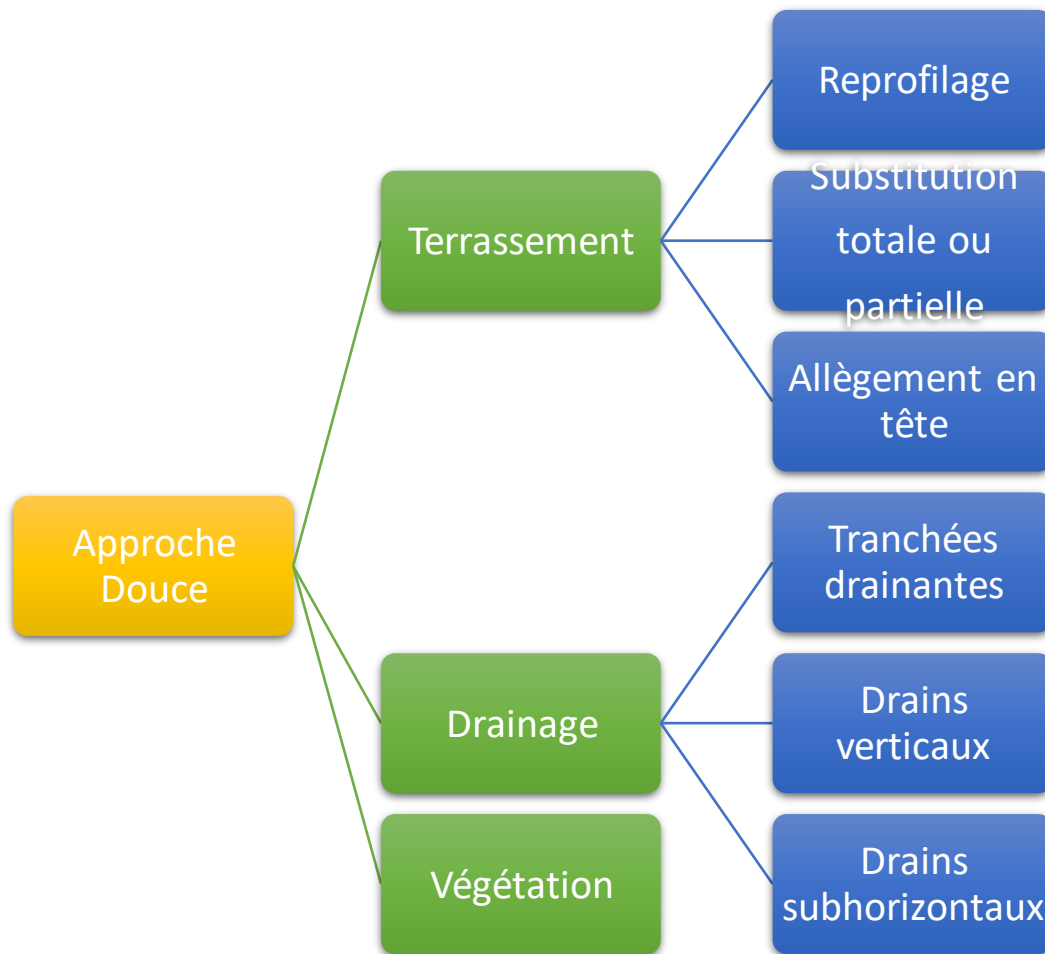 Reprofilage
Substitution
totale ou
partielle
Allègement en
tête
Terrassement
Approche
Douce
Tranchées
drainantes
Drains
verticaux
Drains
subhorizontaux
Drainage
Végétation